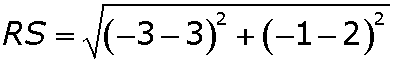 RS = √((−3−3)² + (−1−2)²)